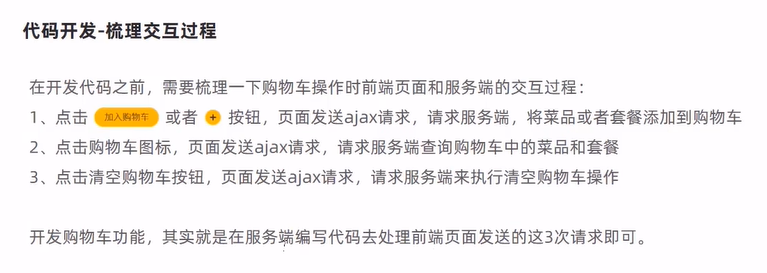 代码开发-梳理交互过程
在开发代码之前，需要梳理一下购物车操作时前端页面和服务端的交互过程：
1、点击 加入购物车 或者 + 按钮，页面发送ajax请求，请求服务端，将菜品或者套餐添加到购物车
2、点击购物车图标，页面发送ajax请求，请求服务端查询购物车中的菜品和套餐
3、点击清空购物车按钮，页面发送ajax请求，请求服务端来执行清空购物车操作
开发购物车功能，其实就是在服务端编写代码去处理前端页面发送的这3次请求即可。